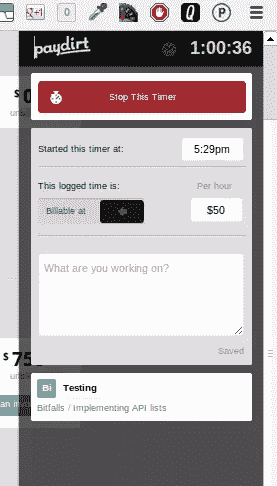 +1
0
Q
P
paydirt
1:00:36
Stop This Timer
Started this timer at:
5:29pm
This logged time is:
Per hour
Billable at
$50
What are you working on?
Saved
Bi
Testing
Bitfalls / Implementing API lists
$
$75
an